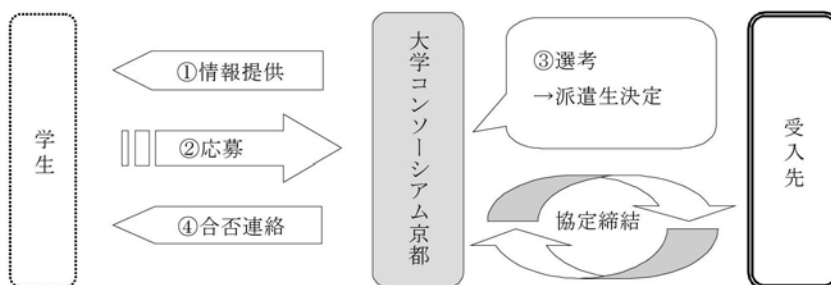 学生
①情報提供
②応募
④合否連絡
大学コンソーシアム京都
③選考
→派遣生決定
協定締結
受入先